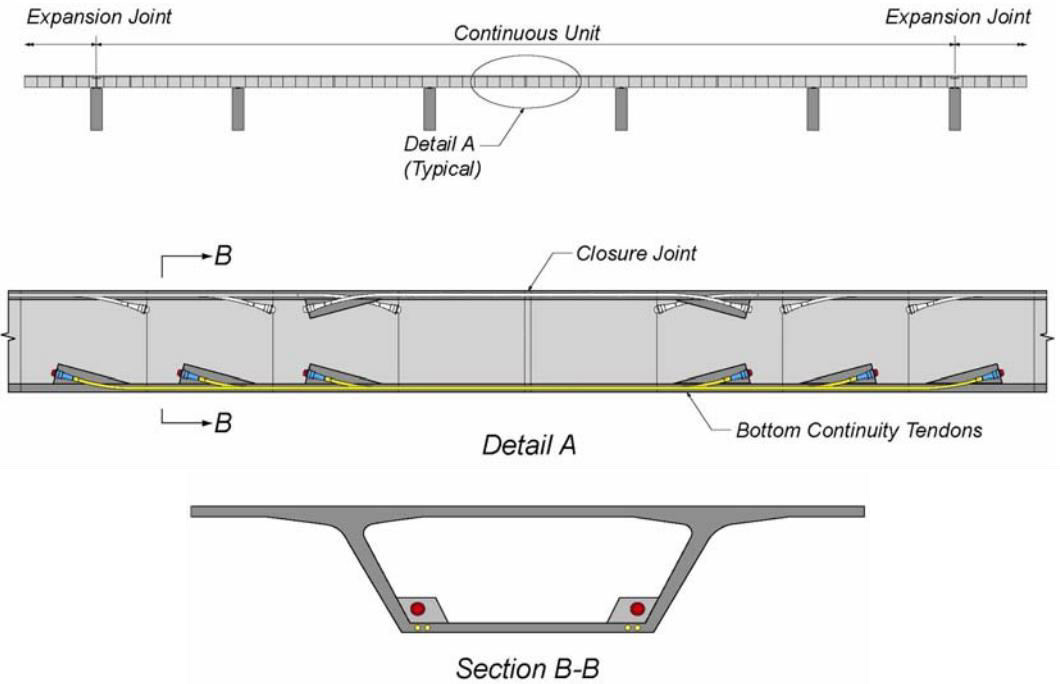 Expansion Joint
Expansion Joint
Continuous Unit
Detail A
(Typical)
B
Closure Joint
B
Bottom Continuity Tendons
Detail A
Section B-B